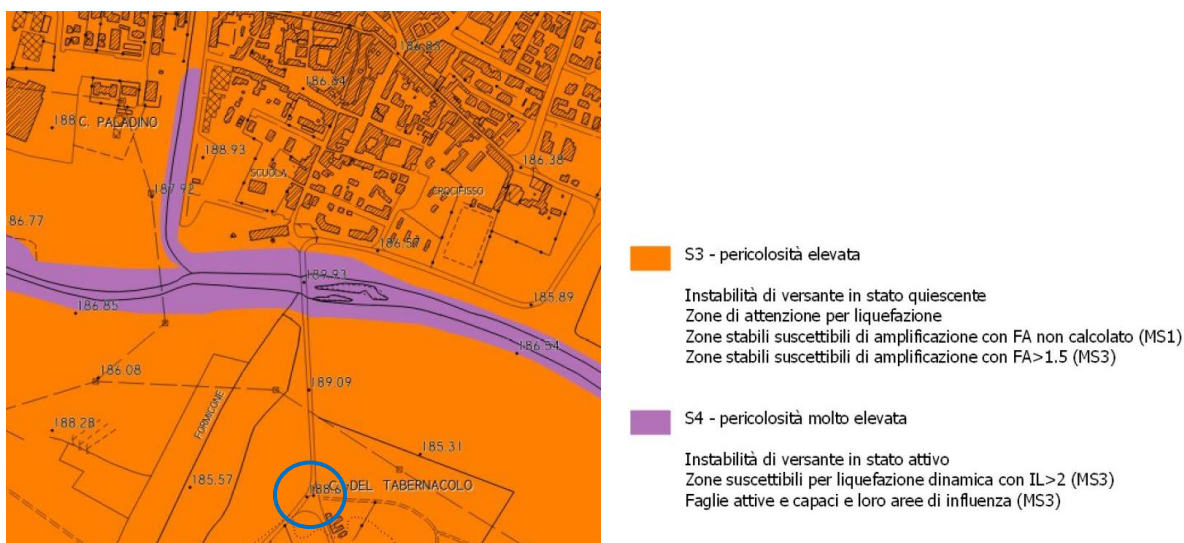 186.83
186.84
188
C. PALADINO
188.93
186.38
SCUOLA
CROCIFISSO
187.92
86.77
186.57
189.93
185.89
186.85
186.54
186.08
189.09
FORMICONE
188.28
185.31
185.57
DEL TABERNACOLO
S3 - pericolosità elevata
Instabilità di versante in stato quiescente
Zone di attenzione per liquefazione
Zone stabili suscettibili di amplificazione con FA non calcolato (MS1)
Zone stabili suscettibili di amplificazione con FA>1.5 (MS3)
S4 - pericolosità molto elevata
Instabilità di versante in stato attivo
Zone suscettibili per liquefazione dinamica con IL>2 (MS3)
Faglie attive e capaci e loro aree di influenza (MS3)